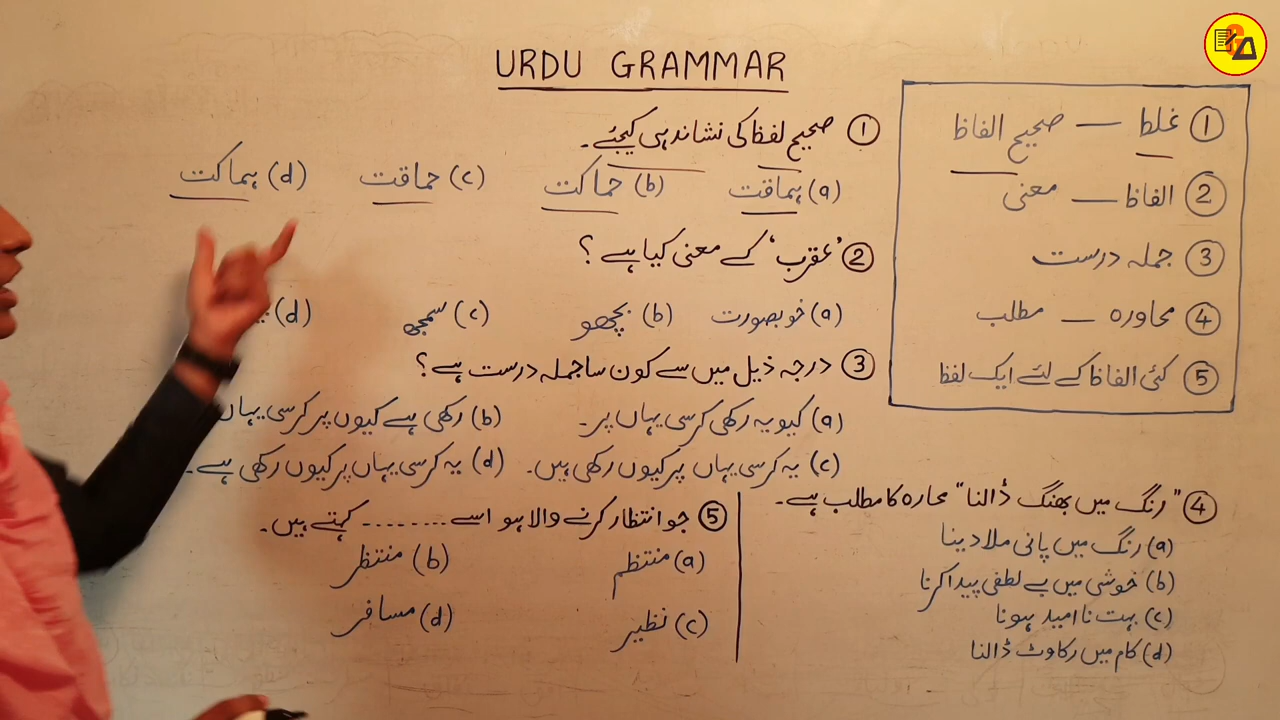 URDU GRAMMAR
① غلط — صحیح الفاظ
② الفاظ — معنی
③ جملہ درست
④ محاورہ — مطلب
⑤ کئی الفاظ کے لئے ایک لفظ
① صحیح لفظ کی نشاندہی کیجئے۔
(a) ہماقت (b) حماکت (c) حماقت (d) ہماکت
② ’عقرب‘ کے معنی کیا ہے ؟
(a) خوبصورت (b) بچھو (c) سمجھ (d)
③ درجہ ذیل میں سے کون سا جملہ درست ہے؟
(a) کیو یہ رکھی کرسی یہاں پر۔ (b) رکھی ہے کیوں پر کرسی یہاں
(c) یہ کرسی یہاں پر کیوں رکھی ہیں۔ (d) یہ کرسی یہاں پر کیوں رکھی ہے۔
④ "رنگ میں بھنگ ڈالنا" محارہ کا مطلب ہے۔
(a) رنگ میں پانی ملا دینا
(b) خوشی میں بے لطفی پیدا کرنا
(c) بہت نا امید ہونا
(d) کام میں رکاوٹ ڈالنا
⑤ جو انتظار کرنے والا ہو اسے ........ کہتے ہیں۔
(a) منتظم (b) منتظر
(c) نظیر (d) مسافر